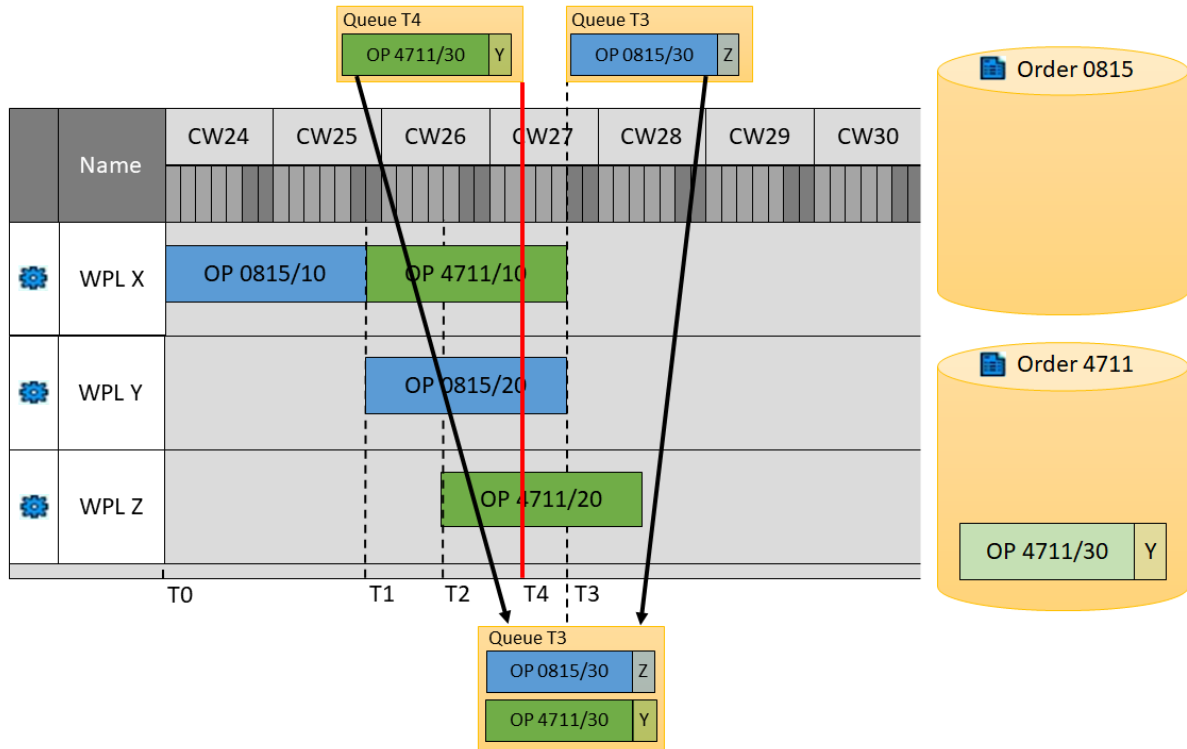 Queue T4
OP 4711/30 Y
Queue T3
OP 0815/30 Z
Order 0815
Name
CW24 CW25 CW26 CW27 CW28 CW29 CW30
WPL X
OP 0815/10
OP 4711/10
WPL Y
OP 0815/20
Order 4711
WPL Z
OP 4711/20
OP 4711/30 Y
T0 T1 T2 T4 T3
Queue T3
OP 0815/30 Z
OP 4711/30 Y